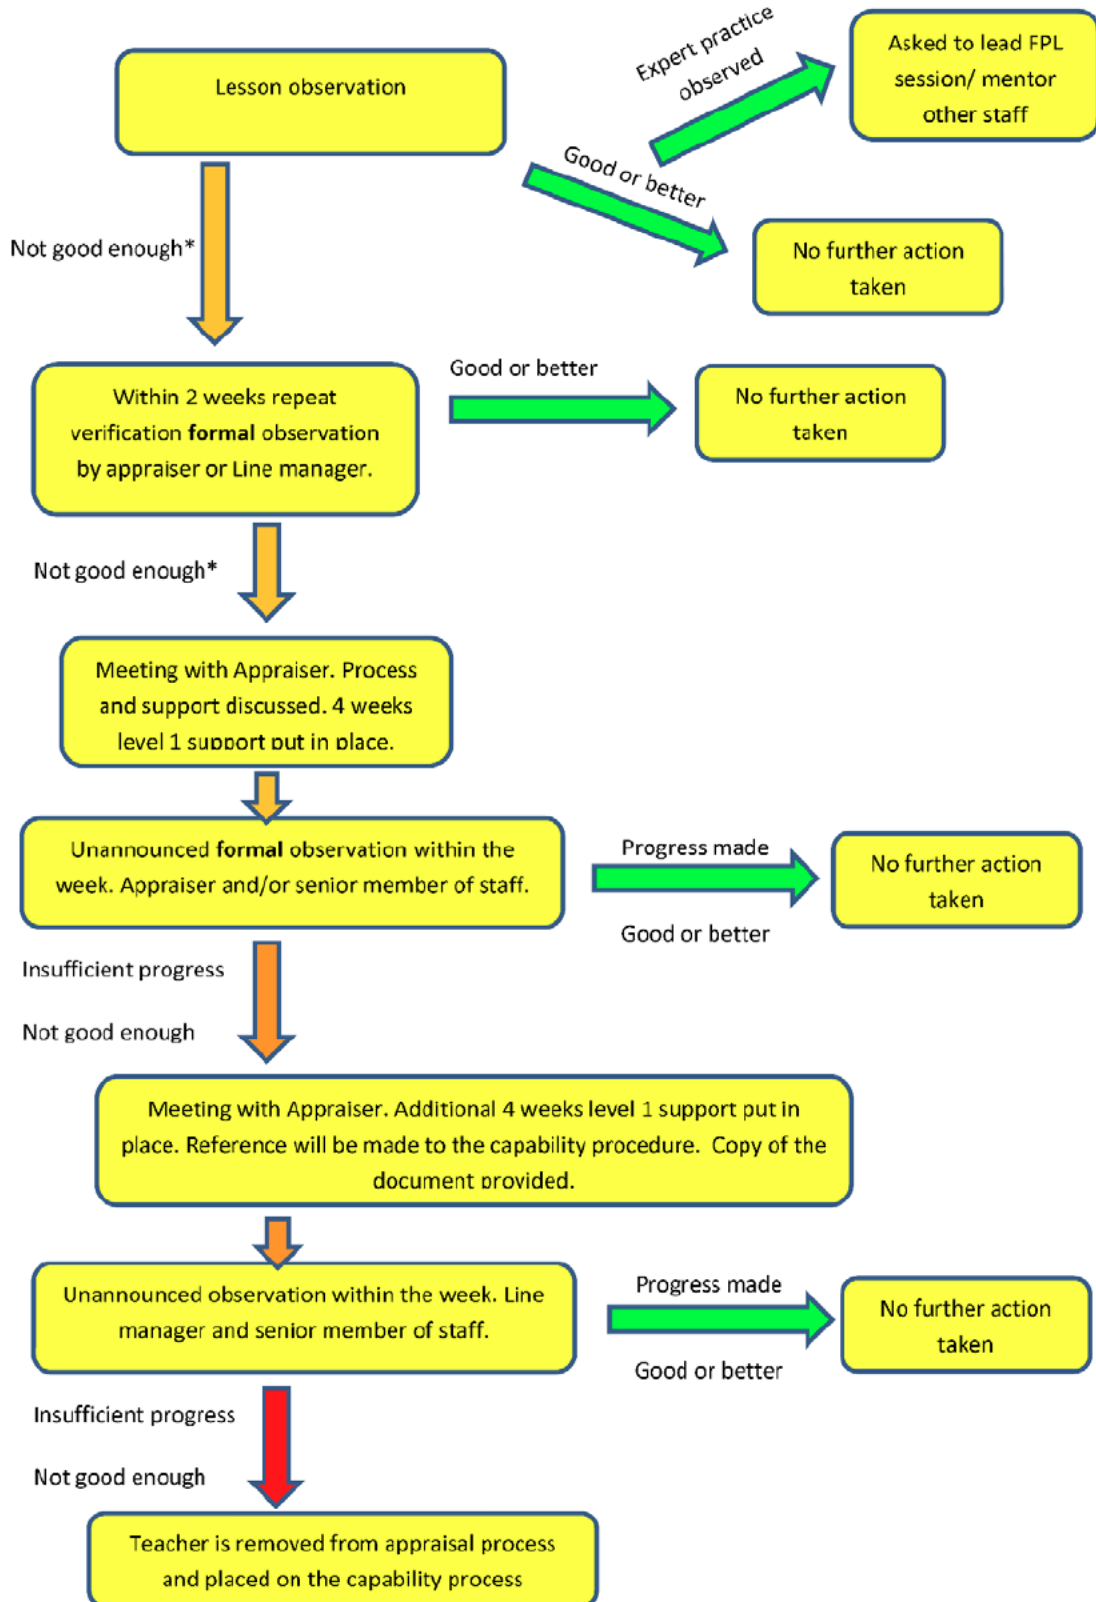 Lesson observation
Expert practice
observed
Asked to lead FPL
session/ mentor
other staff
Good or better
No further action
taken
Not good enough*
Within 2 weeks repeat
verification formal observation
by appraiser or Line manager.
Good or better
No further action
taken
Not good enough*
Meeting with Appraiser. Process
and support discussed. 4 weeks
level 1 support put in place.
Unannounced formal observation within the
week. Appraiser and/or senior member of staff.
Progress made
Good or better
No further action
taken
Insufficient progress
Not good enough
Meeting with Appraiser. Additional 4 weeks level 1 support put in
place. Reference will be made to the capability procedure.  Copy of the
document provided.
Unannounced observation within the week. Line
manager and senior member of staff.
Progress made
Good or better
No further action
taken
Insufficient progress
Not good enough
Teacher is removed from appraisal process
and placed on the capability process